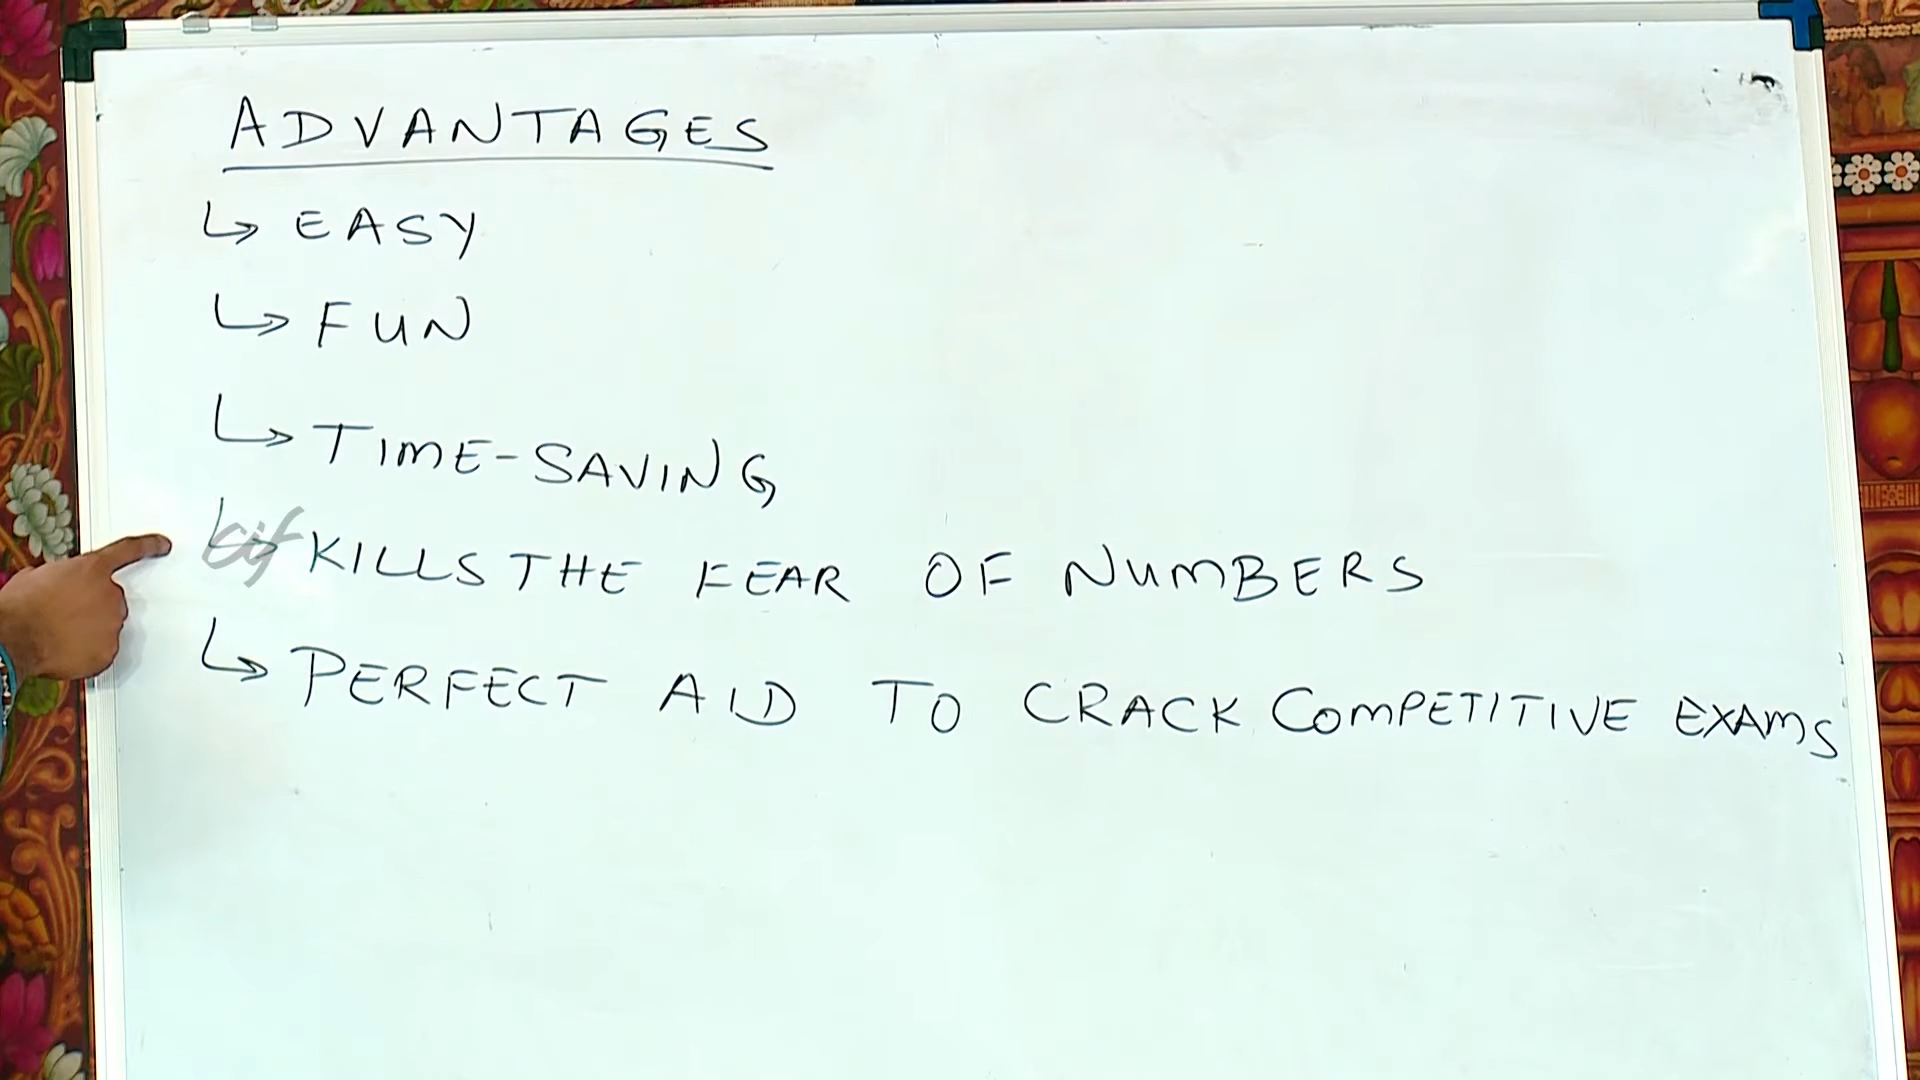 ADVANTAGES
↳ EASY
↳ FUN
↳ TIME-SAVING
↳ KILLS THE FEAR OF NUMBERS
↳ PERFECT AID TO CRACK COMPETITIVE EXAMS